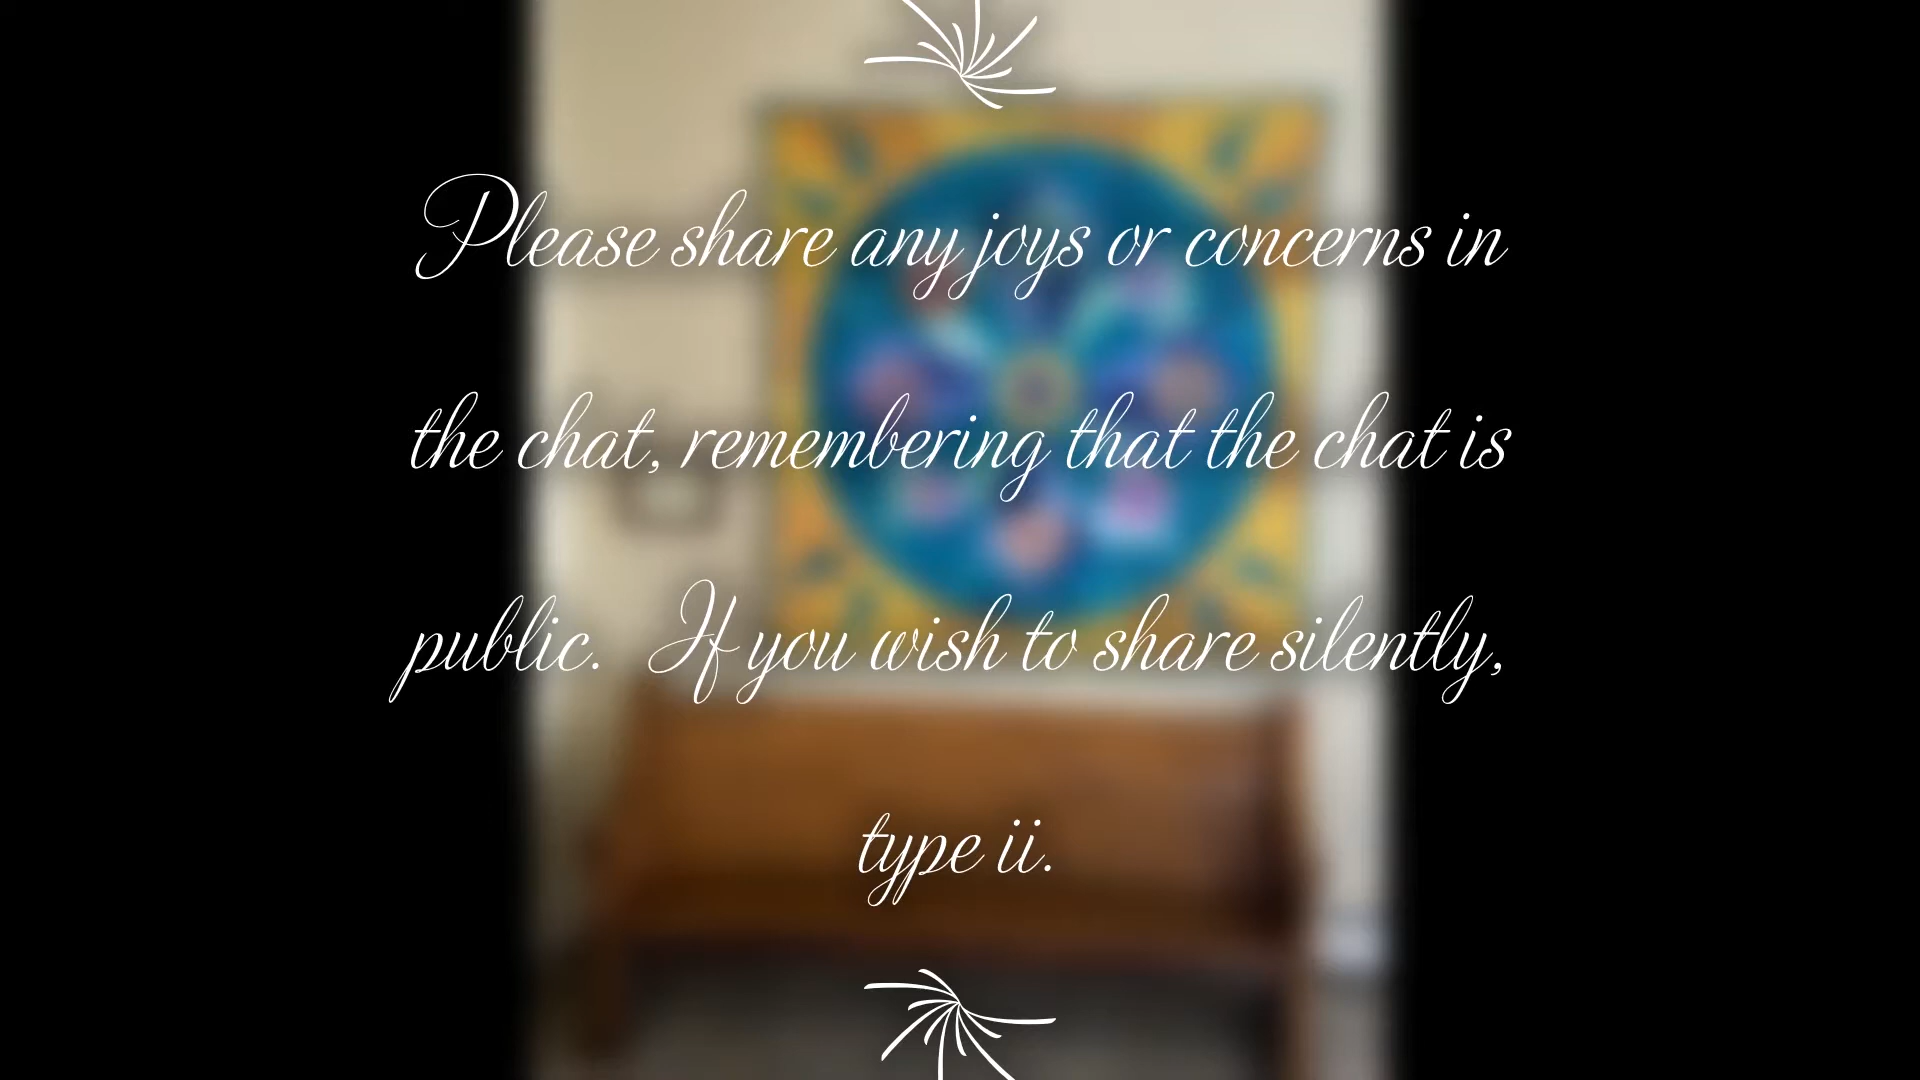 Please share any joys or concerns in
the chat, remembering that the chat is
public. If you wish to share silently,
type ii.